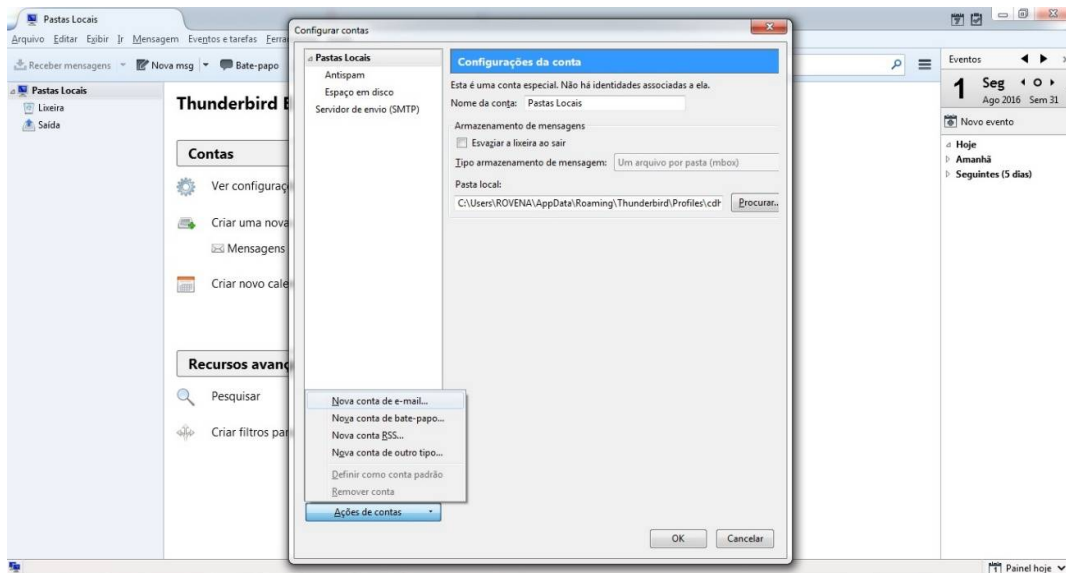 Pastas Locais
Arquivo Editar Exibir Ir Mensagem Eventos e tarefas
Receber mensagens Nova msg Bate-papo
Pastas Locais
Lixeira
Saída
Thunderbird
Contas
Ver
Criar uma nova
Mensagens
Criar novo
Recursos
Pesquisar
Criar filtros
Configurar contas
Pastas Locais
Antispam
Espaço em disco
Servidor de envio (SMTP)
Configurações da conta
Esta é uma conta especial. Não há identidades associadas a ela.
Nome da conta: Pastas Locais
Armazenamento de mensagens
Esvaziar a lixeira ao sair
Tipo armazenamento de mensagem: Um arquivo por pasta (mbox)
Pasta local:
C:\Users\ROVENA\AppData\Roaming\Thunderbird\Profiles\cdh Procurar..
Nova conta de e-mail...
Nova conta de bate-papo...
Nova conta RSS...
Nova conta de outro tipo...
Definir como conta padrão
Remover conta
Ações de contas
OK Cancelar
Eventos
1 Seg
Ago 2016 Sem 31
Novo evento
Hoje
Amanhã
Seguintes (5 dias)
Painel hoje